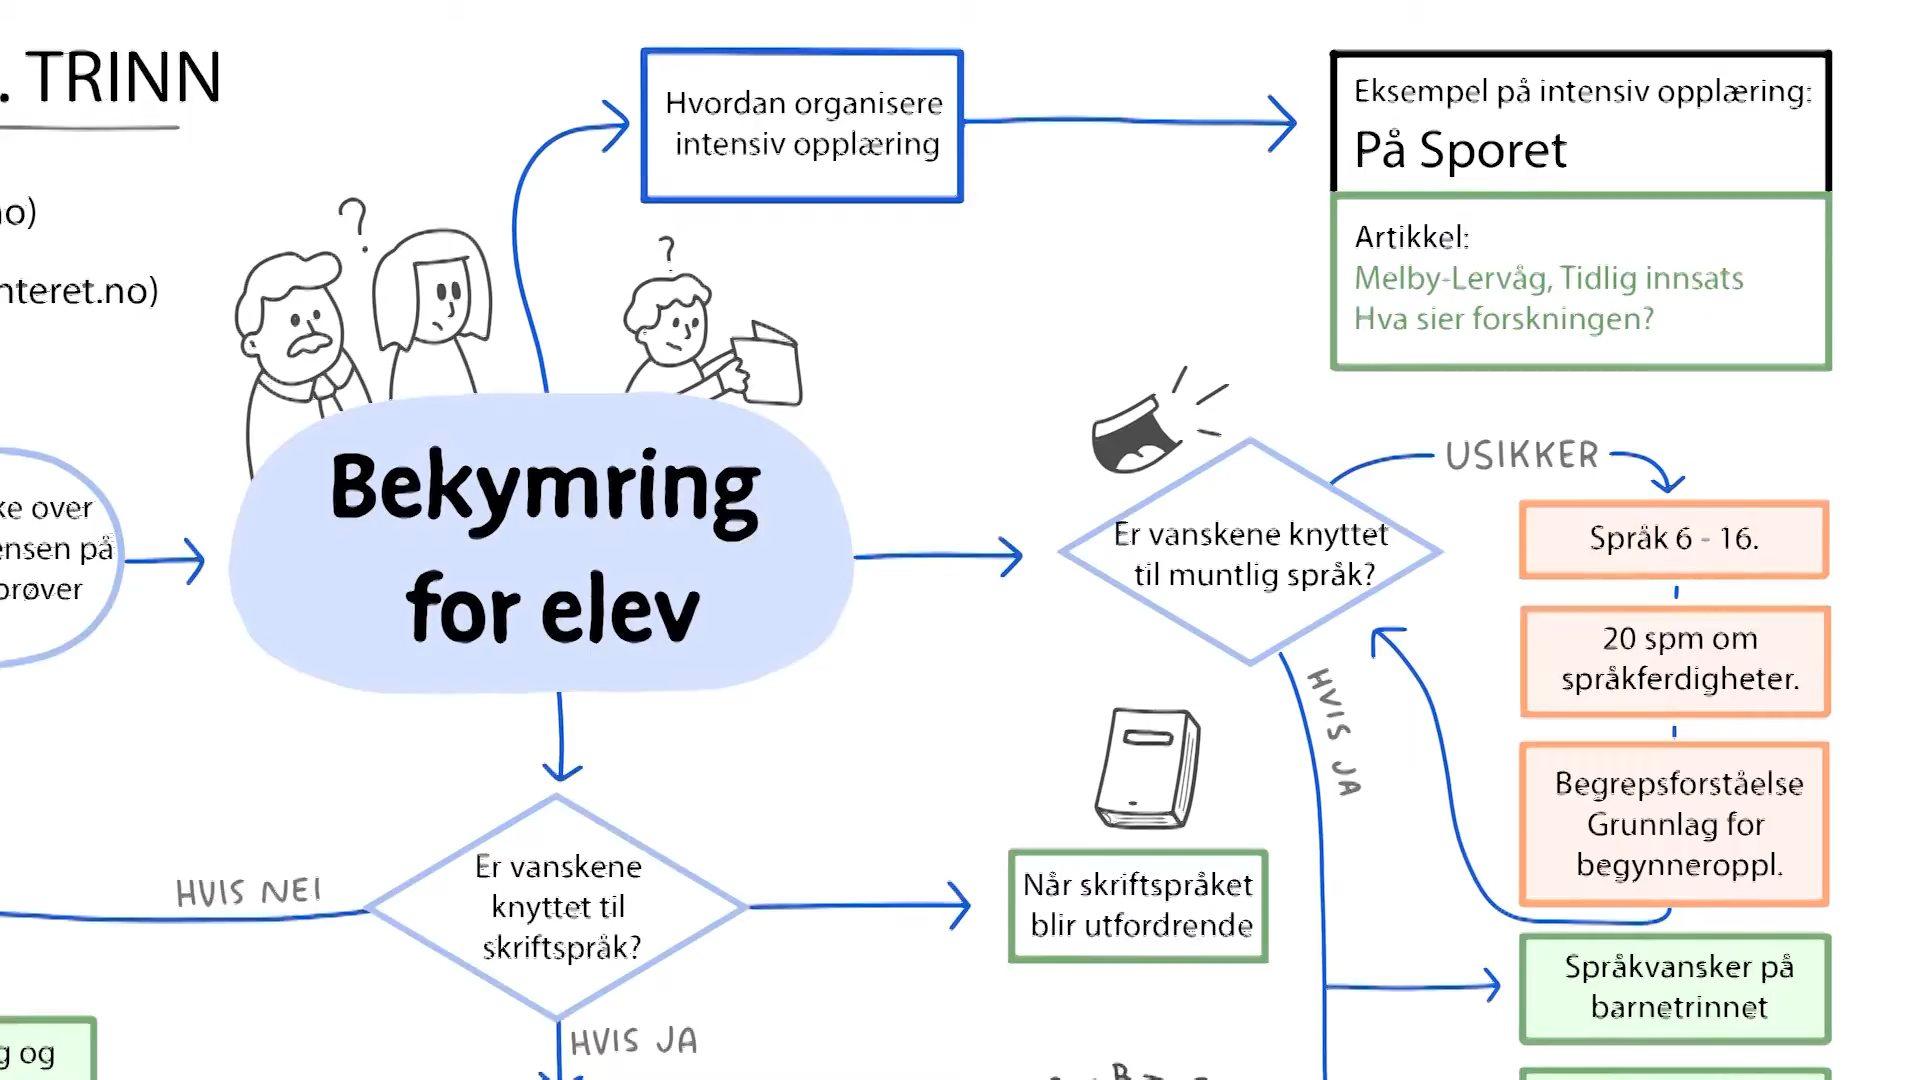 . TRINN
Hvordan organisere
intensiv opplæring
Eksempel på intensiv opplæring:
På Sporet
Artikkel:
Melby-Lervåg, Tidlig innsats
Hva sier forskningen?
no)
nteret.no)
?
?
ke over
ensen på
prøver
Bekymring
for elev
Er vanskene knyttet
til muntlig språk?
USIKKER
Språk 6 - 16.
20 spm om
språkferdigheter.
Begrepsforståelse
Grunnlag for
begynneroppl.
HVIS JA
Er vanskene
knyttet til
skriftspråk?
HVIS NEI
HVIS JA
Når skriftspråket
blir utfordrende
Språkvansker på
barnetrinnet
g og